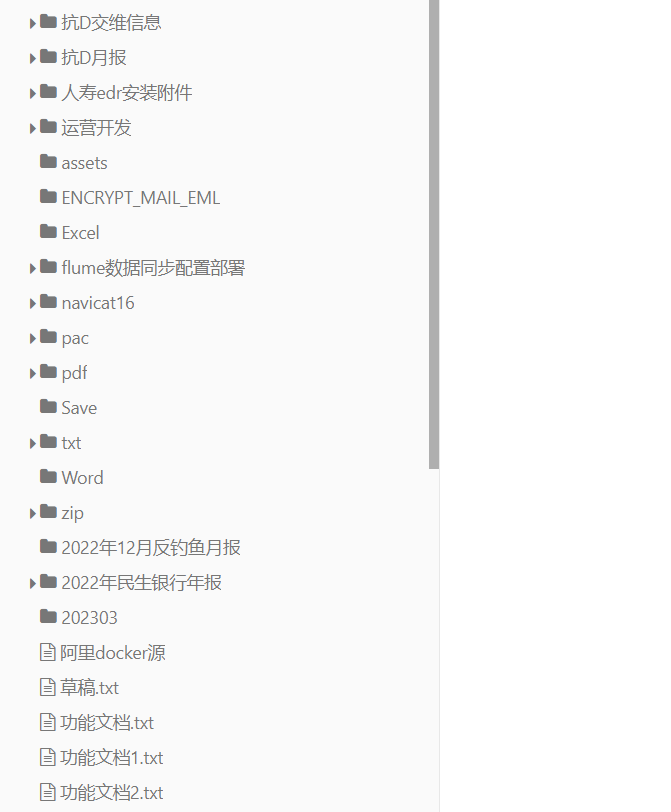 抗D交维信息
抗D月报
人寿edr安装附件
运营开发
assets
ENCRYPT_MAIL_EML
Excel
flume数据同步配置部署
navicat16
pac
pdf
Save
txt
Word
zip
2022年12月反钓鱼月报
2022年民生银行年报
202303
阿里docker源
草稿.txt
功能文档.txt
功能文档1.txt
功能文档2.txt